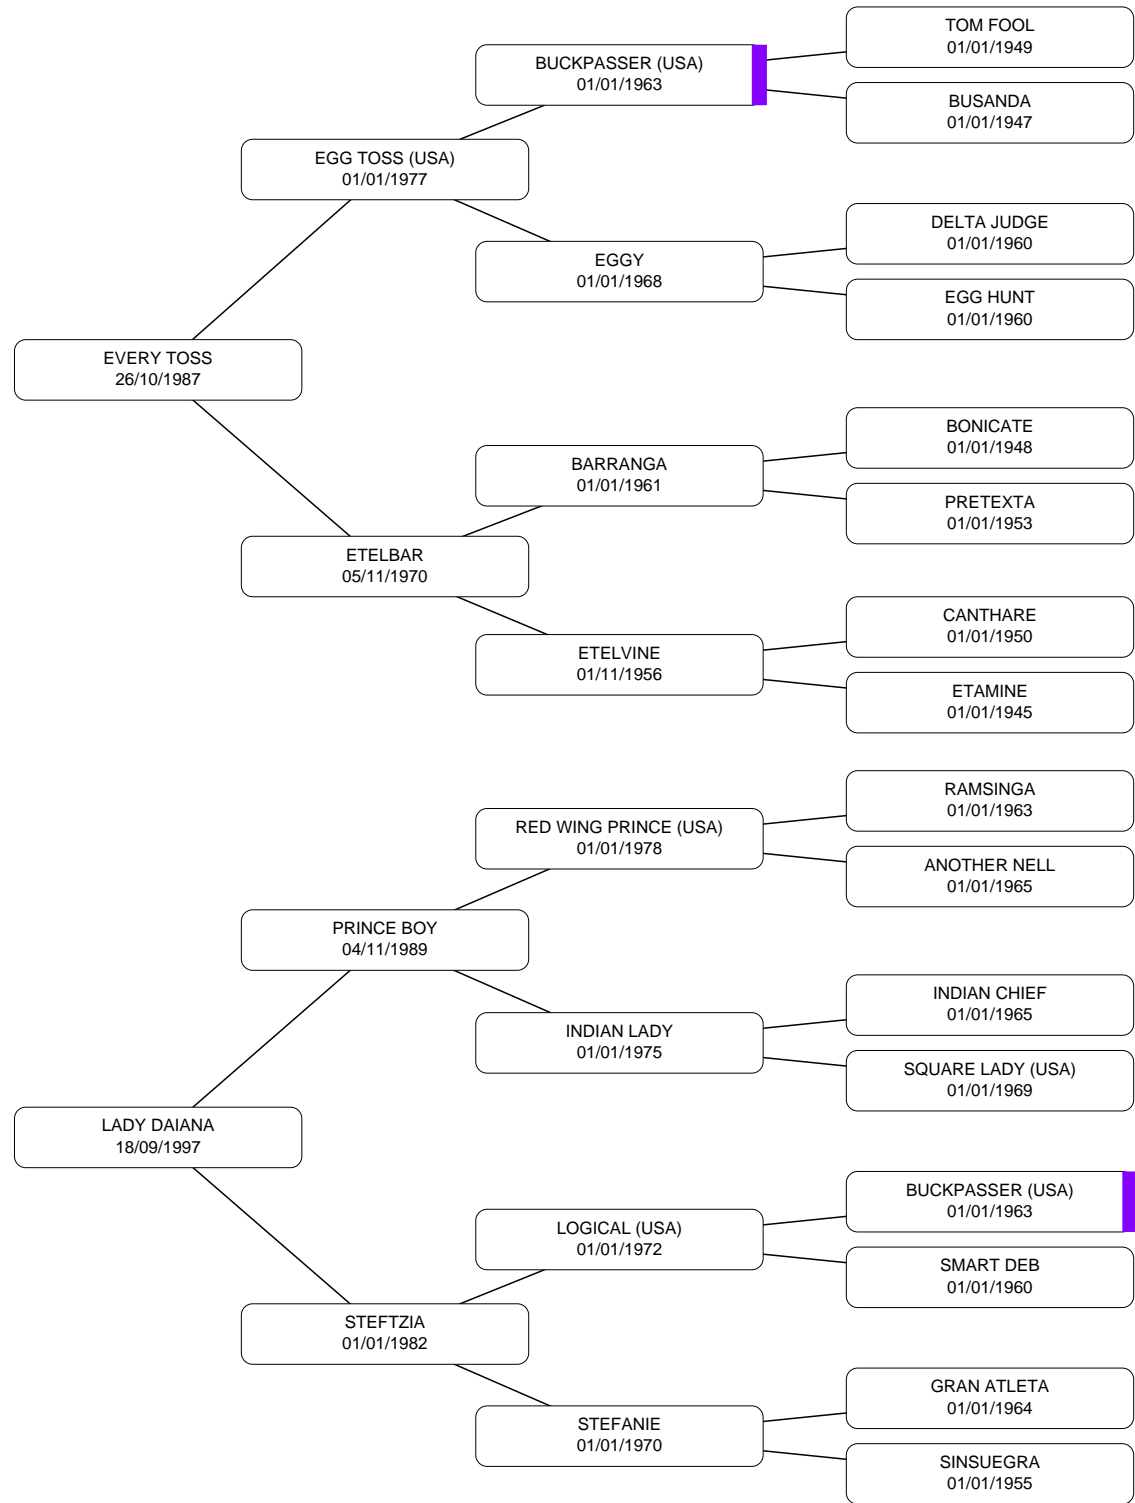 TOM FOOL
01/01/1949
BUCKPASSER (USA)
01/01/1963
BUSANDA
01/01/1947
EGG TOSS (USA)
01/01/1977
DELTA JUDGE
01/01/1960
EGGY
01/01/1968
EGG HUNT
01/01/1960
EVERY TOSS
26/10/1987
BONICATE
01/01/1948
BARRANGA
01/01/1961
PRETEXTA
01/01/1953
ETELBAR
05/11/1970
CANTHARE
01/01/1950
ETELVINE
01/11/1956
ETAMINE
01/01/1945
RAMSINGA
01/01/1963
RED WING PRINCE (USA)
01/01/1978
ANOTHER NELL
01/01/1965
PRINCE BOY
04/11/1989
INDIAN CHIEF
01/01/1965
INDIAN LADY
01/01/1975
SQUARE LADY (USA)
01/01/1969
LADY DAIANA
18/09/1997
BUCKPASSER (USA)
01/01/1963
LOGICAL (USA)
01/01/1972
SMART DEB
01/01/1960
STEFTZIA
01/01/1982
GRAN ATLETA
01/01/1964
STEFANIE
01/01/1970
SINSUEGRA
01/01/1955